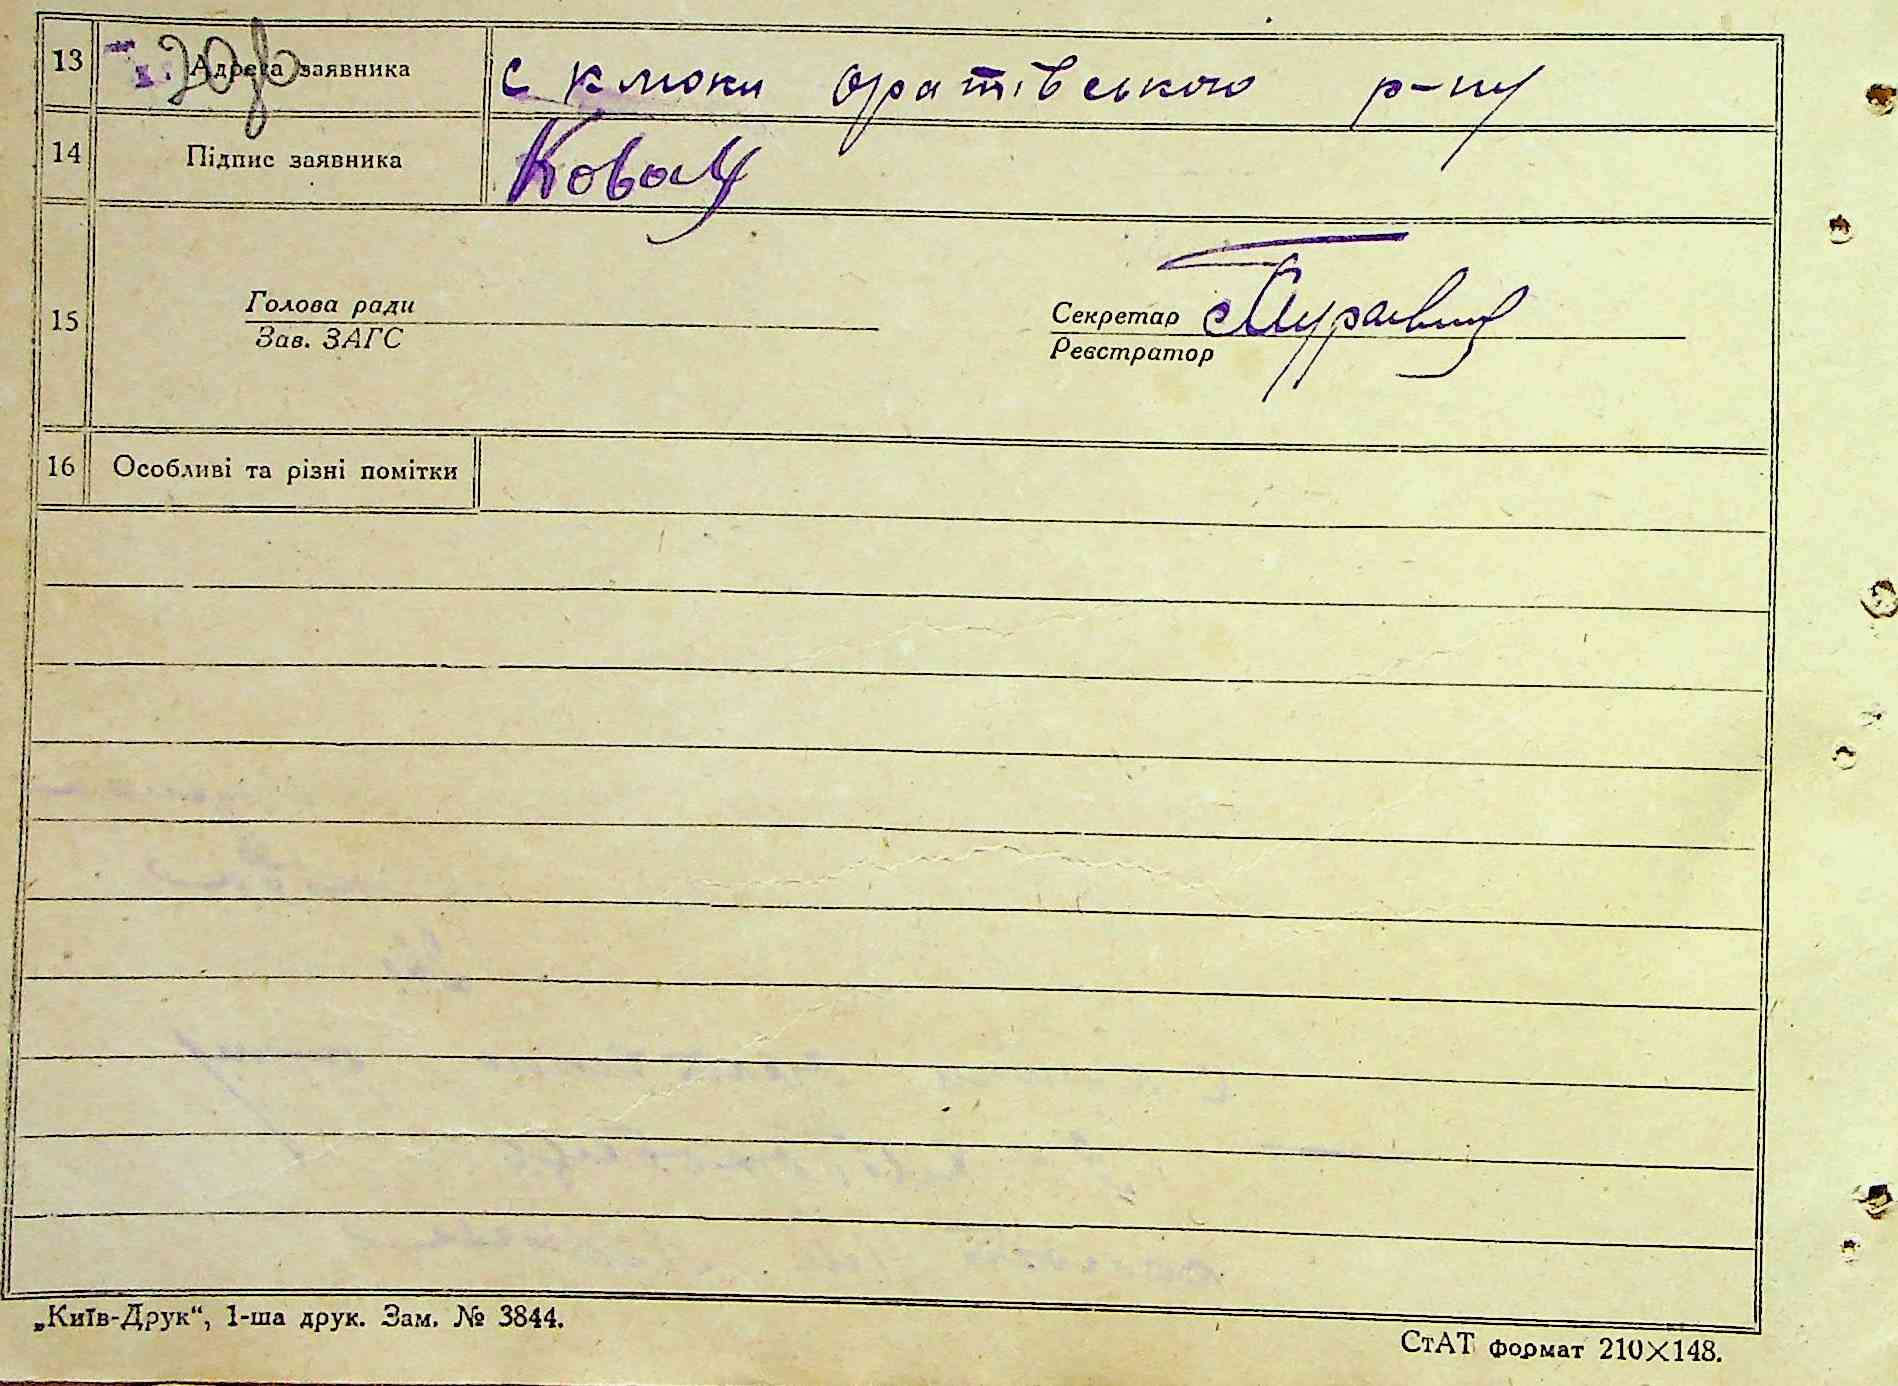 13 Адреса заявника с Клюки Оратівського р-ну
14 Підпис заявника Ковал
15 Голова ради Секретар
Зав. ЗАГС Реєстратор
16 Особливі та різні помітки
„Київ-Друк“, 1-ша друк. Зам. № 3844.
СтАТ формат 210×148.